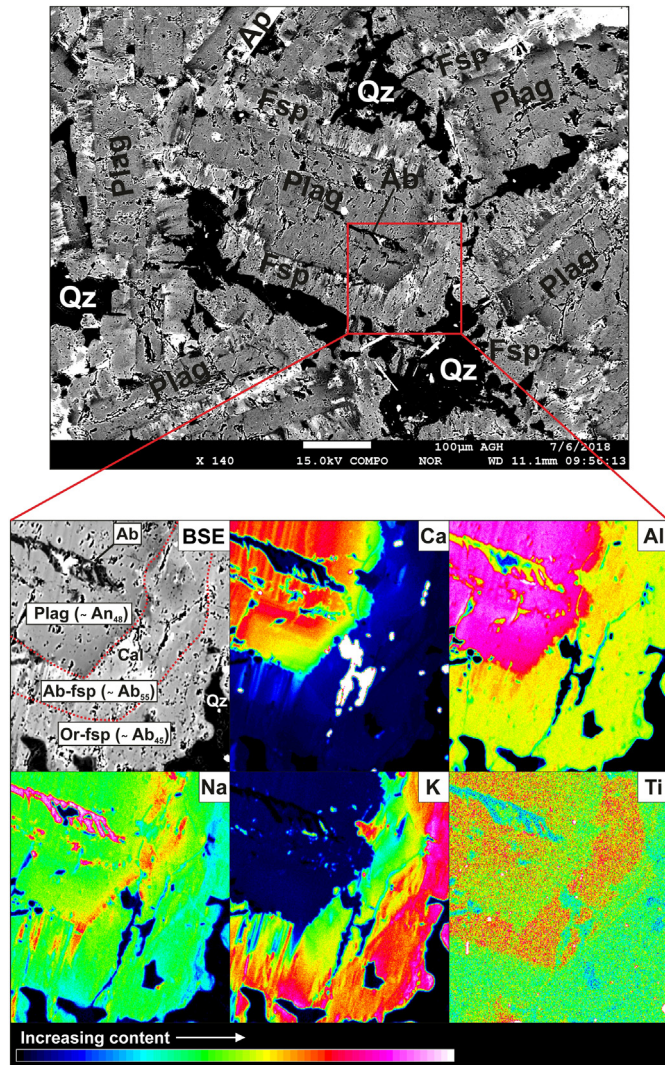 Ap
Fsp
Qz
Plag
Fsp
Plag
Plag
Ab
Qz
Fsp
Plag
Plag
Fsp
Qz
100µm AGH 7/6/2018
X 140 15.0kV COMPO NOR WD 11.1mm 09:56:13
Ab
BSE
Ca
Al
Plag (~ An48)
Cal
Ab-fsp (~ Ab55)
Qz
Or-fsp (~ Ab45)
Na
K
Ti
Increasing content